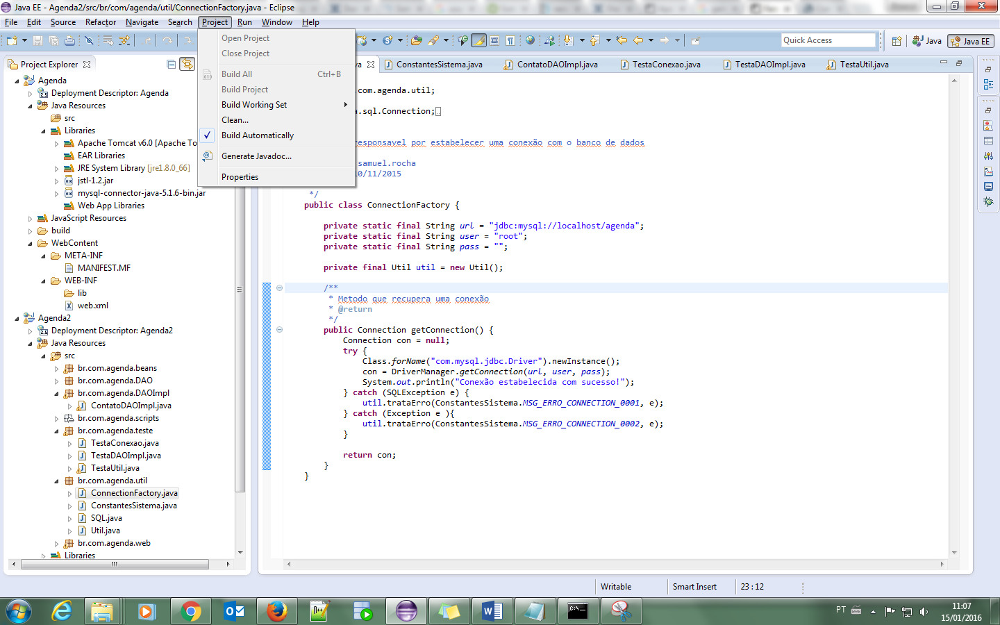 Java EE - Agenda2/src/br/com/agenda/util/ConnectionFactory.java - Eclipse
File Edit Source Refactor Navigate Search Project Run Window Help
Quick Access
Java
Java EE
Open Project
Close Project
Build All Ctrl+B
Build Project
Build Working Set
Clean...
Build Automatically
Generate Javadoc...
Properties
Project Explorer
Agenda
Deployment Descriptor: Agenda
Java Resources
src
Libraries
Apache Tomcat v6.0 [Apache To
EAR Libraries
JRE System Library [jre1.8.0_66]
jstl-1.2.jar
mysql-connector-java-5.1.6-bin.jar
Web App Libraries
JavaScript Resources
build
WebContent
META-INF
MANIFEST.MF
WEB-INF
lib
web.xml
Agenda2
Deployment Descriptor: Agenda2
Java Resources
src
br.com.agenda.beans
br.com.agenda.DAO
br.com.agenda.DAOImpl
ContatoDAOImpl.java
br.com.agenda.scripts
br.com.agenda.teste
TestaConexao.java
TestaDAOImpl.java
TestaUtil.java
br.com.agenda.util
ConnectionFactory.java
ConstantesSistema.java
SQL.java
Util.java
br.com.agenda.web
Libraries
ConstantesSistema.java ContatoDAOImpl.java TestaConexao.java TestaDAOImpl.java TestaUtil.java
.com.agenda.util;
a.sql.Connection;
esponsavel por estabelecer uma conexão com o banco de dados
samuel.rocha
10/11/2015
*/
public class ConnectionFactory {
private static final String url = "jdbc:mysql://localhost/agenda";
private static final String user = "root";
private static final String pass = "";
private final Util util = new Util();
/**
* Metodo que recupera uma conexão
* @return
*/
public Connection getConnection() {
Connection con = null;
try {
Class.forName("com.mysql.jdbc.Driver").newInstance();
con = DriverManager.getConnection(url, user, pass);
System.out.println("Conexão estabelecida com sucesso!");
} catch (SQLException e) {
util.trataErro(ConstantesSistema.MSG_ERRO_CONNECTION_0001, e);
} catch (Exception e ){
util.trataErro(ConstantesSistema.MSG_ERRO_CONNECTION_0002, e);
}
return con;
}
}
Writable
Smart Insert
23 : 12
PT
11:07
15/01/2016